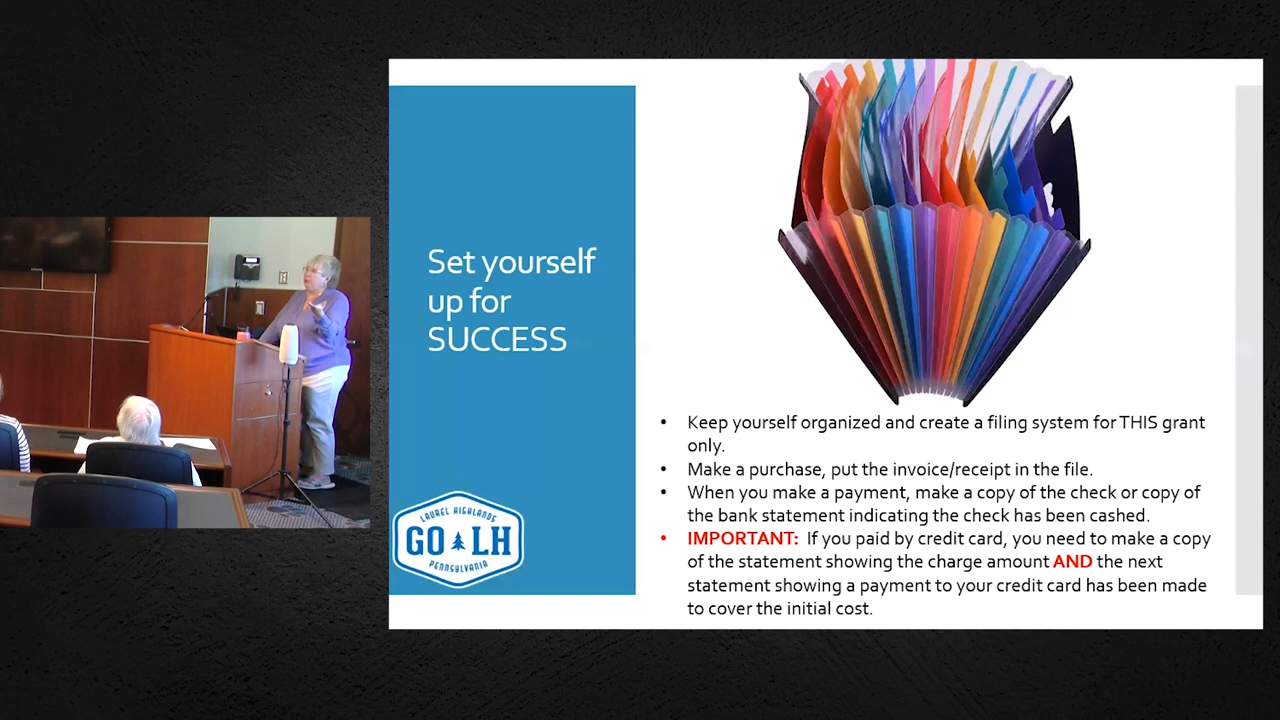 Set yourself
up for
SUCCESS
LAUREL HIGHLANDS
GO LH
PENNSYLVANIA
• Keep yourself organized and create a filing system for THIS grant
only.
• Make a purchase, put the invoice/receipt in the file.
• When you make a payment, make a copy of the check or copy of
the bank statement indicating the check has been cashed.
• IMPORTANT: If you paid by credit card, you need to make a copy
of the statement showing the charge amount AND the next
statement showing a payment to your credit card has been made
to cover the initial cost.